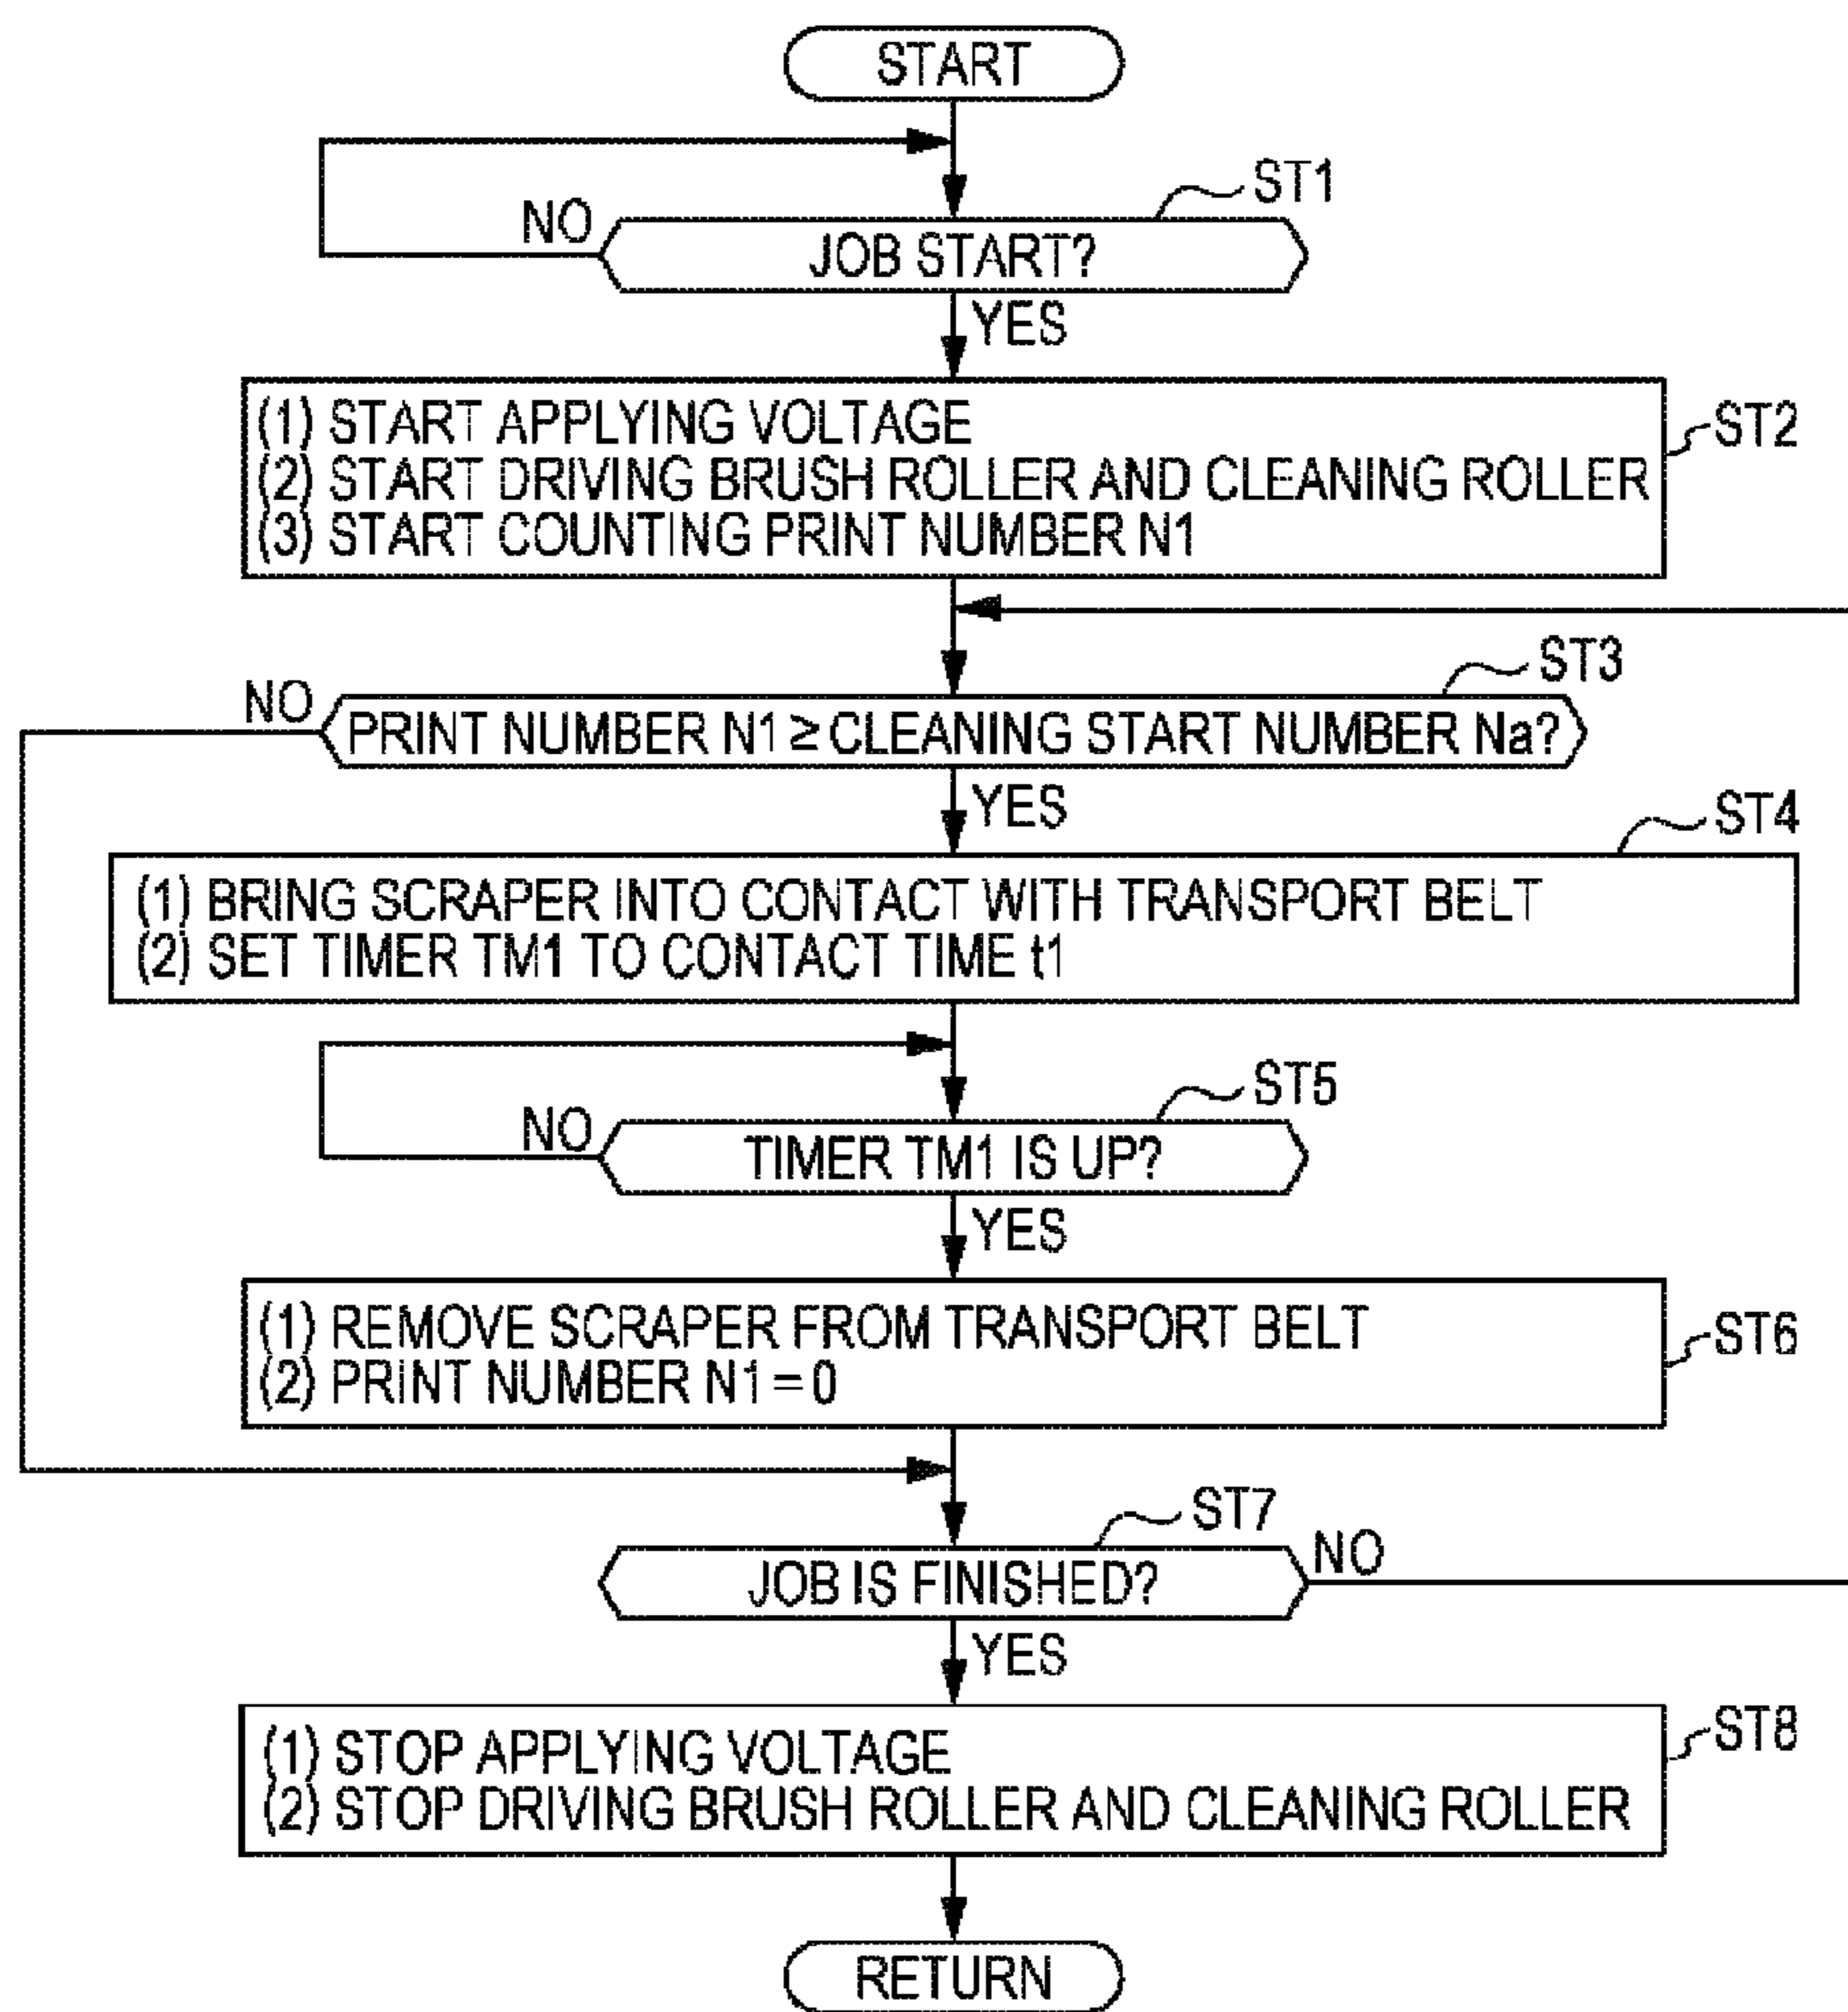 START
ST1
NO
JOB START?
YES
(1) START APPLYING VOLTAGE
ST2
(2) START DRIVING BRUSH ROLLER AND CLEANING ROLLER
(3) START COUNTING PRINT NUMBER N1
ST3
NO
PRINT NUMBER N1 ≥ CLEANING START NUMBER Na?
YES
ST4
(1) BRING SCRAPER INTO CONTACT WITH TRANSPORT BELT
(2) SET TIMER TM1 TO CONTACT TIME t1
ST5
NO
TIMER TM1 IS UP?
YES
(1) REMOVE SCRAPER FROM TRANSPORT BELT
ST6
(2) PRINT NUMBER N1 = 0
ST7
NO
JOB IS FINISHED?
YES
(1) STOP APPLYING VOLTAGE
ST8
(2) STOP DRIVING BRUSH ROLLER AND CLEANING ROLLER
RETURN